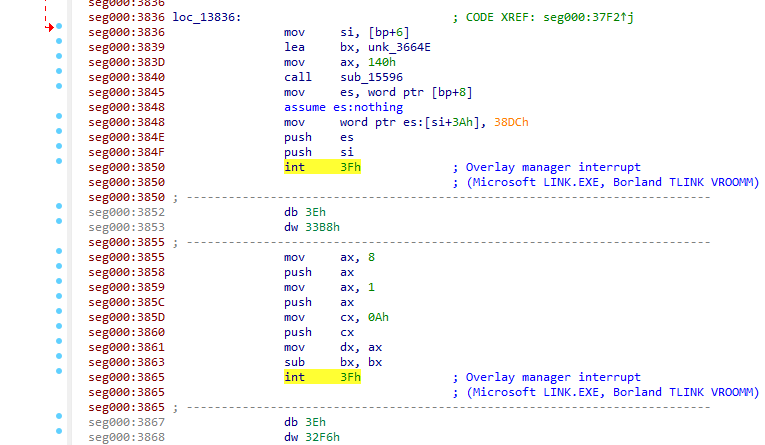 seg000:3836
seg000:3836 loc_13836: ; CODE XREF: seg000:37F2↑j
seg000:3836 mov si, [bp+6]
seg000:3839 lea bx, unk_3664E
seg000:383D mov ax, 140h
seg000:3840 call sub_15596
seg000:3845 mov es, word ptr [bp+8]
seg000:3848 assume es:nothing
seg000:3848 mov word ptr es:[si+3Ah], 38DCh
seg000:384E push es
seg000:384F push si
seg000:3850 int 3Fh ; Overlay manager interrupt
seg000:3850 ; (Microsoft LINK.EXE, Borland TLINK VROOMM)
seg000:3850 ; ---------------------------------------------------------------------------
seg000:3852 db 3Eh
seg000:3853 dw 33B8h
seg000:3855 ; ---------------------------------------------------------------------------
seg000:3855 mov ax, 8
seg000:3858 push ax
seg000:3859 mov ax, 1
seg000:385C push ax
seg000:385D mov cx, 0Ah
seg000:3860 push cx
seg000:3861 mov dx, ax
seg000:3863 sub bx, bx
seg000:3865 int 3Fh ; Overlay manager interrupt
seg000:3865 ; (Microsoft LINK.EXE, Borland TLINK VROOMM)
seg000:3865 ; ---------------------------------------------------------------------------
seg000:3867 db 3Eh
seg000:3868 dw 32F6h